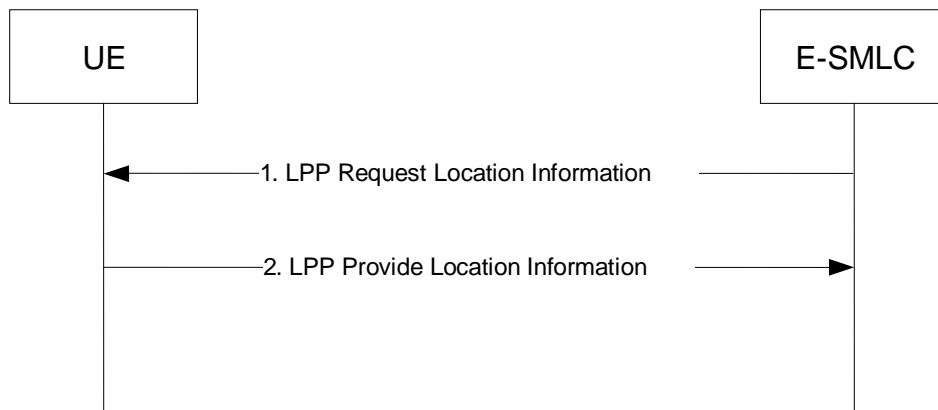 UE
E-SMLC
1. LPP Request Location Information
2. LPP Provide Location Information